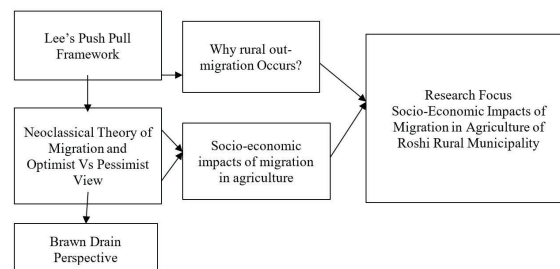 Lee's Push Pull
Framework
Why rural out-
migration Occurs?
Research Focus
Socio-Economic Impacts of
Migration in Agriculture of
Roshi Rural Municipality
Neoclassical Theory of
Migration and
Optimist Vs Pessimist
View
Socio-economic
impacts of migration
in agriculture
Brawn Drain
Perspective